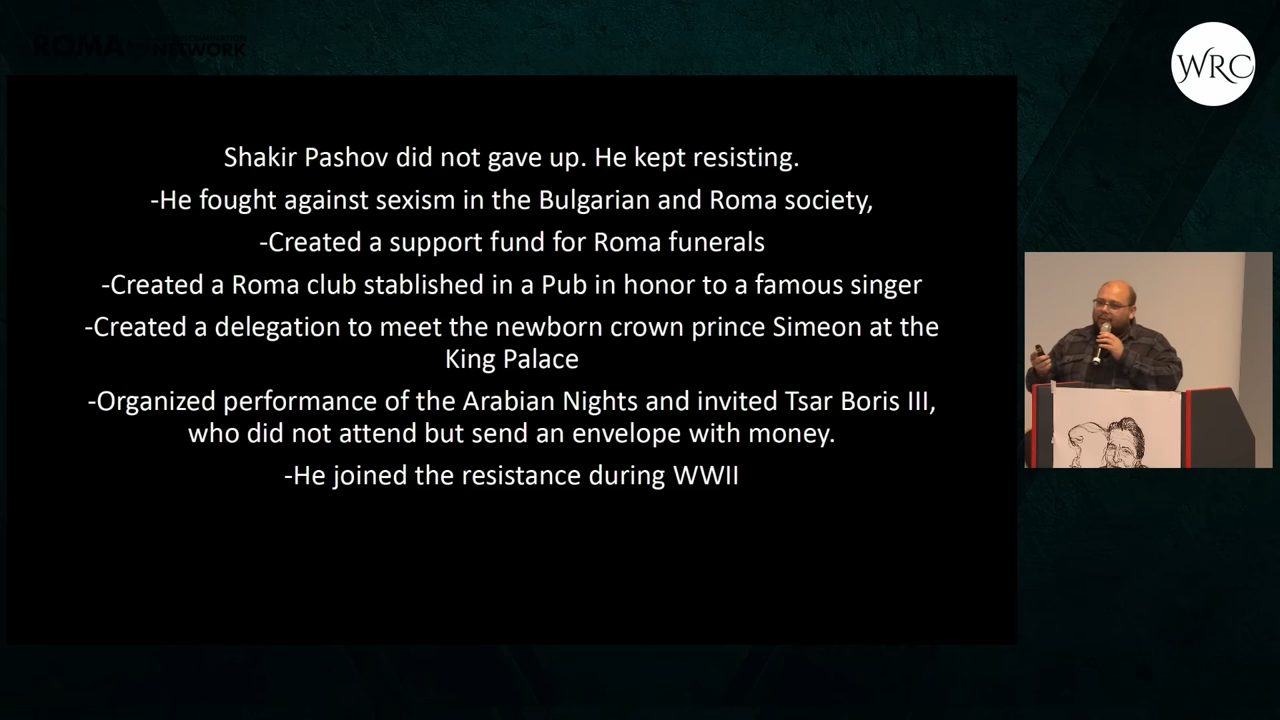 ROMA
NETWORK
WRC
Shakir Pashov did not gave up. He kept resisting.
-He fought against sexism in the Bulgarian and Roma society,
-Created a support fund for Roma funerals
-Created a Roma club stablished in a Pub in honor to a famous singer
-Created a delegation to meet the newborn crown prince Simeon at the
King Palace
-Organized performance of the Arabian Nights and invited Tsar Boris III,
who did not attend but send an envelope with money.
-He joined the resistance during WWII